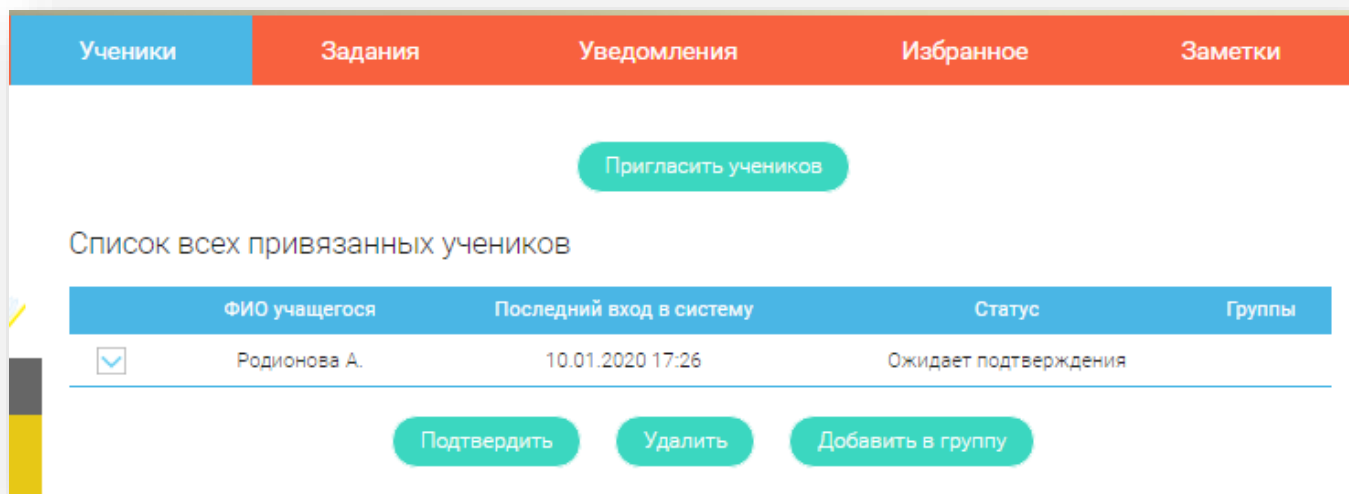 Ученики Задания Уведомления Избранное Заметки
Пригласить учеников
Список всех привязанных учеников
ФИО учащегося Последний вход в систему Статус Группы
Родионова А. 10.01.2020 17:26 Ожидает подтверждения
Подтвердить Удалить Добавить в группу